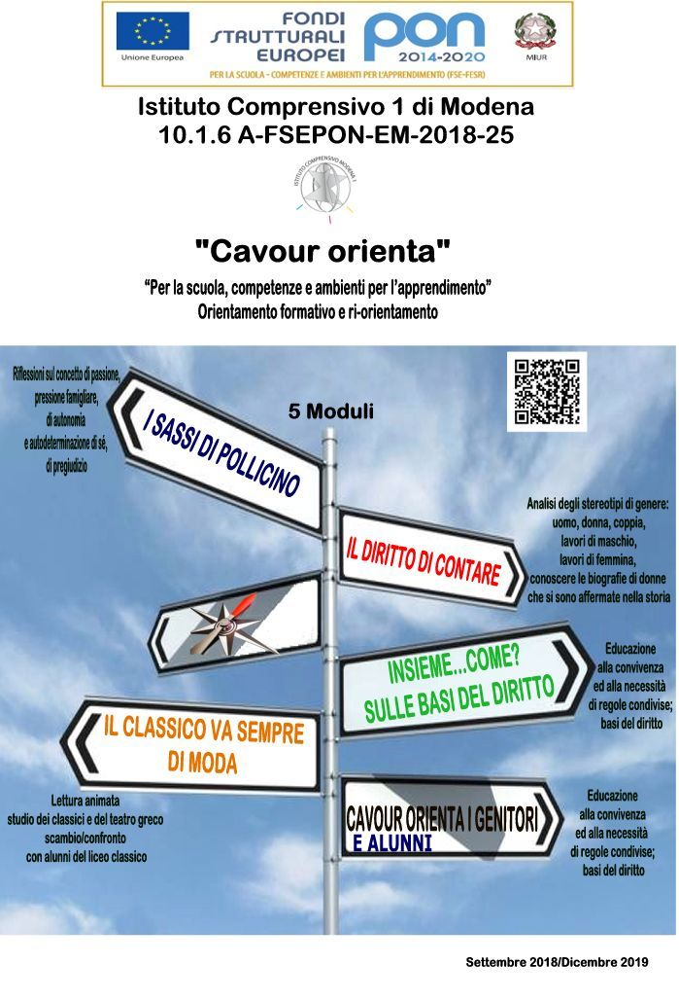 FONDI
STRUTTURALI
EUROPEI
pon
2014-2020
Unione Europea
MIUR
PER LA SCUOLA - COMPETENZE E AMBIENTI PER L'APPRENDIMENTO (FSE-FESR)
Istituto Comprensivo 1 di Modena
10.1.6 A-FSEPON-EM-2018-25
ISTITUTO COMPRENSIVO MODENA 1
"Cavour orienta"
“Per la scuola, competenze e ambienti per l’apprendimento”
Orientamento formativo e ri-orientamento
5 Moduli
Riflessioni sul concetto di passione,
pressione famigliare,
di autonomia
e autodeterminazione di sé,
di pregiudizio
I SASSI DI POLLICINO
IL DIRITTO DI CONTARE
Analisi degli stereotipi di genere:
uomo, donna, coppia,
lavori di maschio,
lavori di femmina,
conoscere le biografie di donne
che si sono affermate nella storia
INSIEME...COME?
SULLE BASI DEL DIRITTO
Educazione
alla convivenza
ed alla necessità
di regole condivise;
basi del diritto
IL CLASSICO VA SEMPRE
DI MODA
Lettura animata
studio dei classici e del teatro greco
scambio/confronto
con alunni del liceo classico
CAVOUR ORIENTA I GENITORI
E ALUNNI
Educazione
alla convivenza
ed alla necessità
di regole condivise;
basi del diritto
Settembre 2018/Dicembre 2019